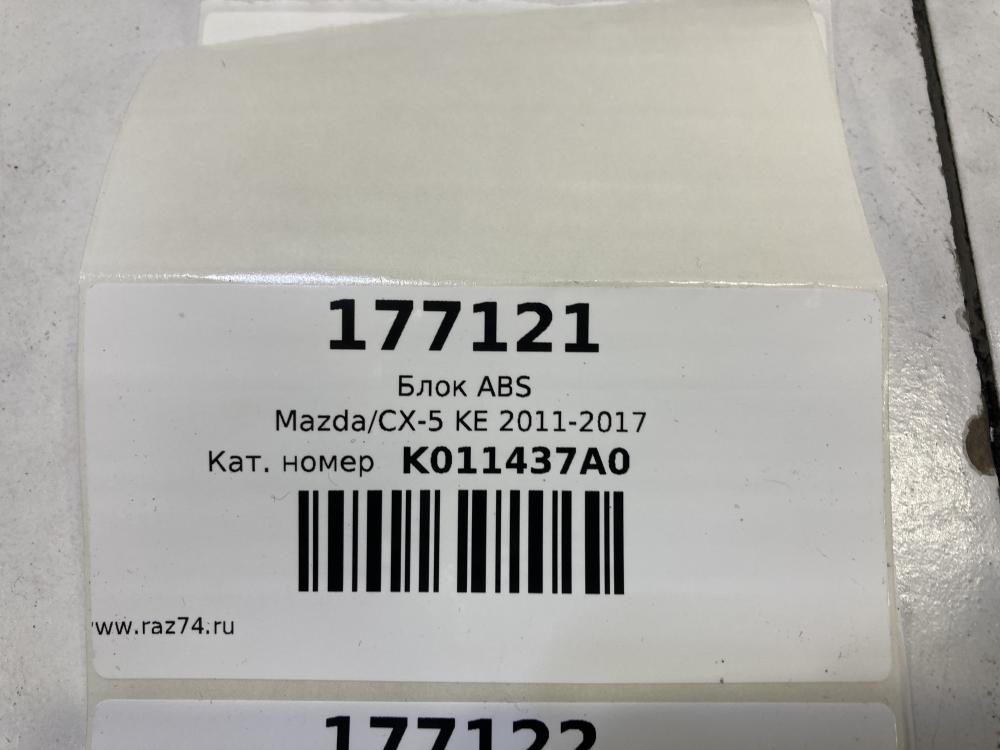 177121
Блок ABS
Mazda/CX-5 KE 2011-2017
Кат. номер K011437A0
www.raz74.ru
177122